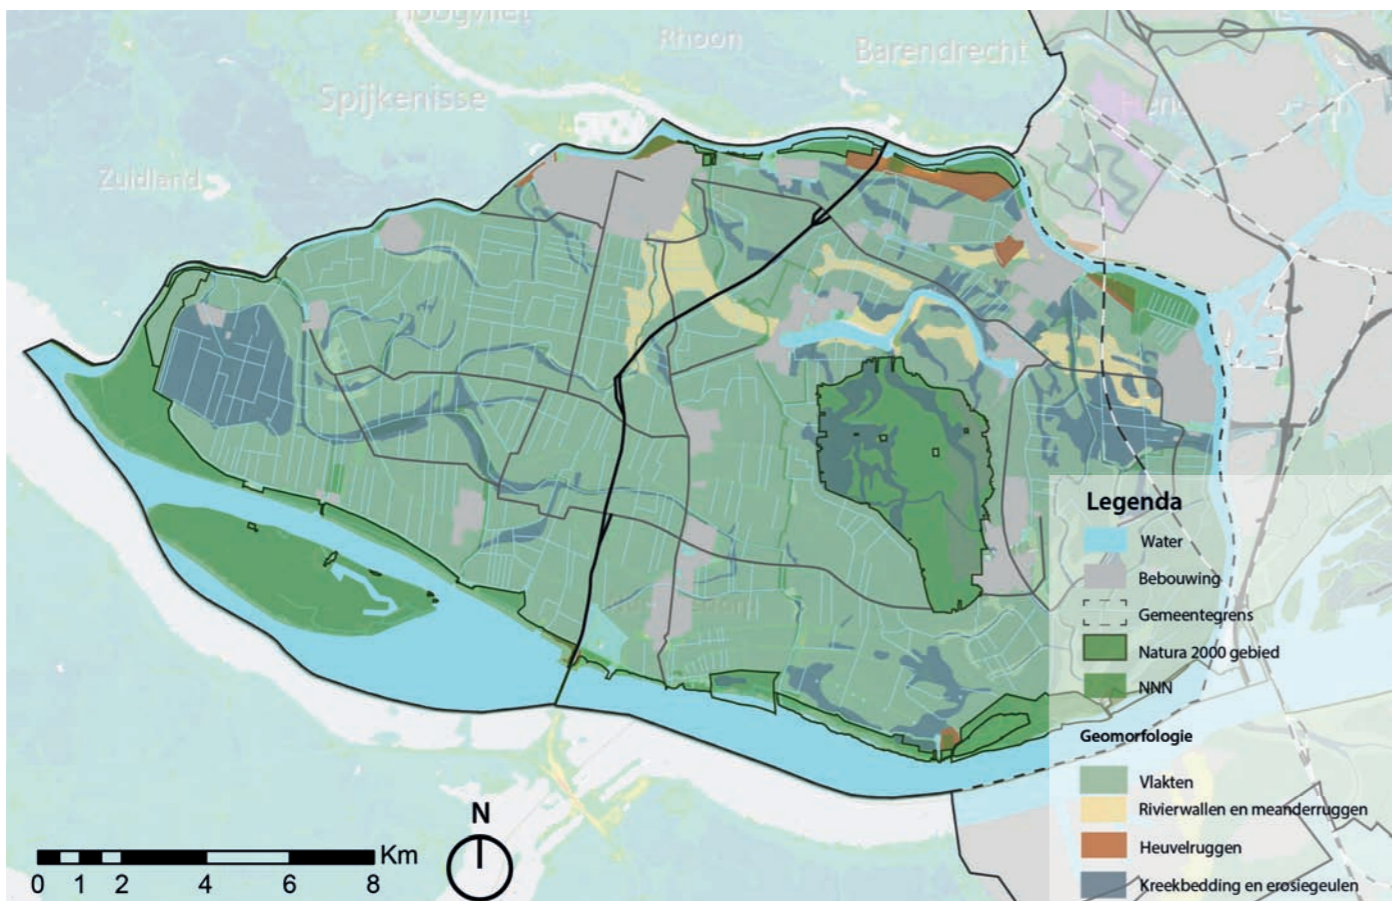 Hoogvliet
Rhoon
Barendrecht
Spijkenisse
Zuidland
Legenda
Water
Bebouwing
Gemeentegrens
Natura 2000 gebied
NNN
Geomorfologie
Vlakten
Rivierwallen en meanderruggen
Heuvelruggen
Kreekbedding en erosiegeulen
N
Km
0 1 2 4 6 8